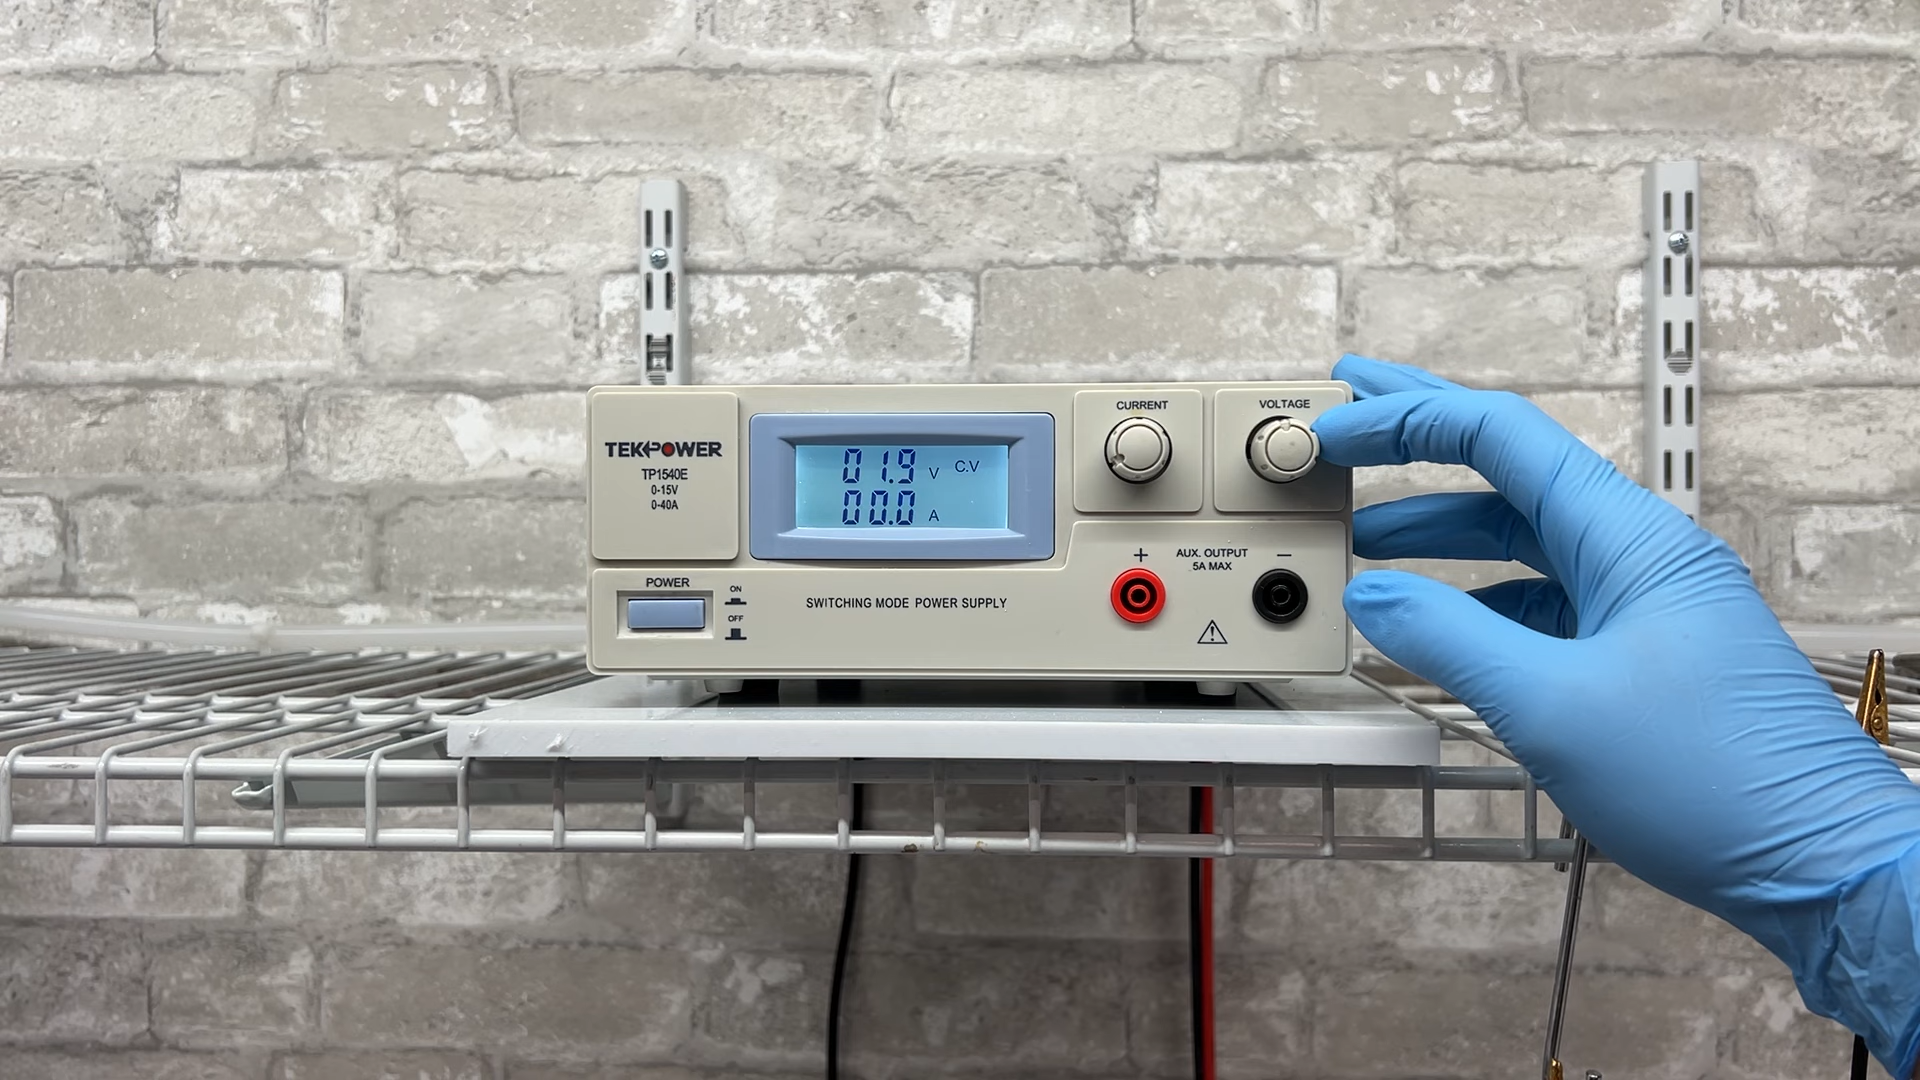 TEKPOWER
TP1540E
0-15V
0-40A
01.9 V C.V
00.0 A
CURRENT
VOLTAGE
+ AUX. OUTPUT −
5A MAX
POWER
ON
OFF
SWITCHING MODE POWER SUPPLY